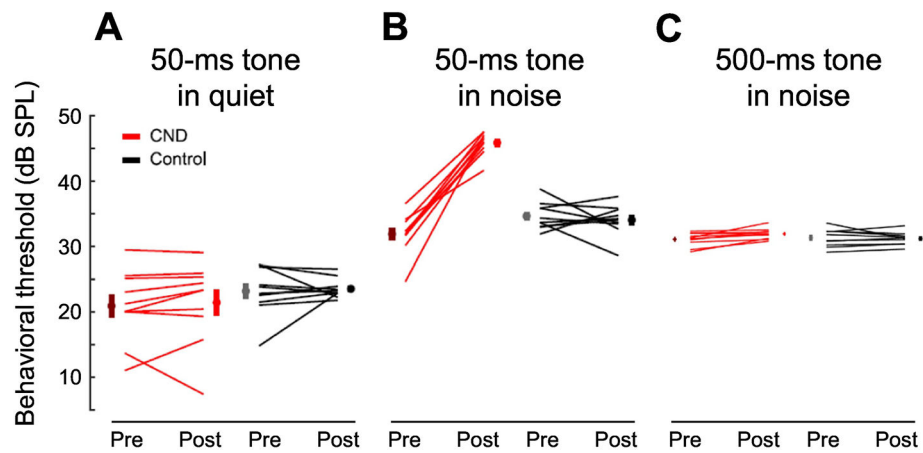 A
B
C
50-ms tone
in quiet
50-ms tone
in noise
500-ms tone
in noise
Behavioral threshold (dB SPL)
50
40
30
20
10
CND
Control
Pre Post Pre Post
Pre Post Pre Post
Pre Post Pre Post